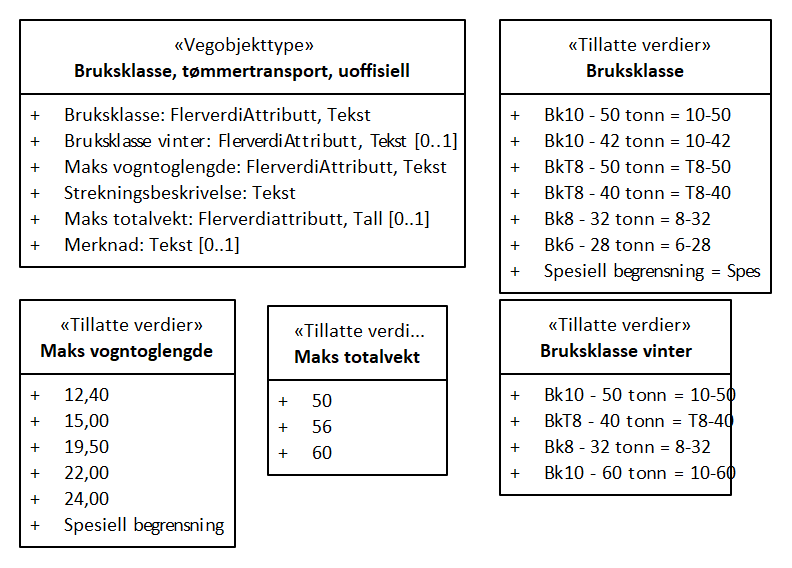 «Vegobjekttype»
Bruksklasse, tømmertransport, uoffisiell
+ Bruksklasse: FlerverdiAttributt, Tekst
+ Bruksklasse vinter: FlerverdiAttributt, Tekst [0..1]
+ Maks vogntoglengde: FlerverdiAttributt, Tekst
+ Strekningsbeskrivelse: Tekst
+ Maks totalvekt: Flerverdiattributt, Tall [0..1]
+ Merknad: Tekst [0..1]
«Tillatte verdier»
Bruksklasse
+ Bk10 - 50 tonn = 10-50
+ Bk10 - 42 tonn = 10-42
+ BkT8 - 50 tonn = T8-50
+ BkT8 - 40 tonn = T8-40
+ Bk8 - 32 tonn = 8-32
+ Bk6 - 28 tonn = 6-28
+ Spesiell begrensning = Spes
«Tillatte verdier»
Maks vogntoglengde
+ 12,40
+ 15,00
+ 19,50
+ 22,00
+ 24,00
+ Spesiell begrensning
«Tillatte verdi...
Maks totalvekt
+ 50
+ 56
+ 60
«Tillatte verdier»
Bruksklasse vinter
+ Bk10 - 50 tonn = 10-50
+ BkT8 - 40 tonn = T8-40
+ Bk8 - 32 tonn = 8-32
+ Bk10 - 60 tonn = 10-60